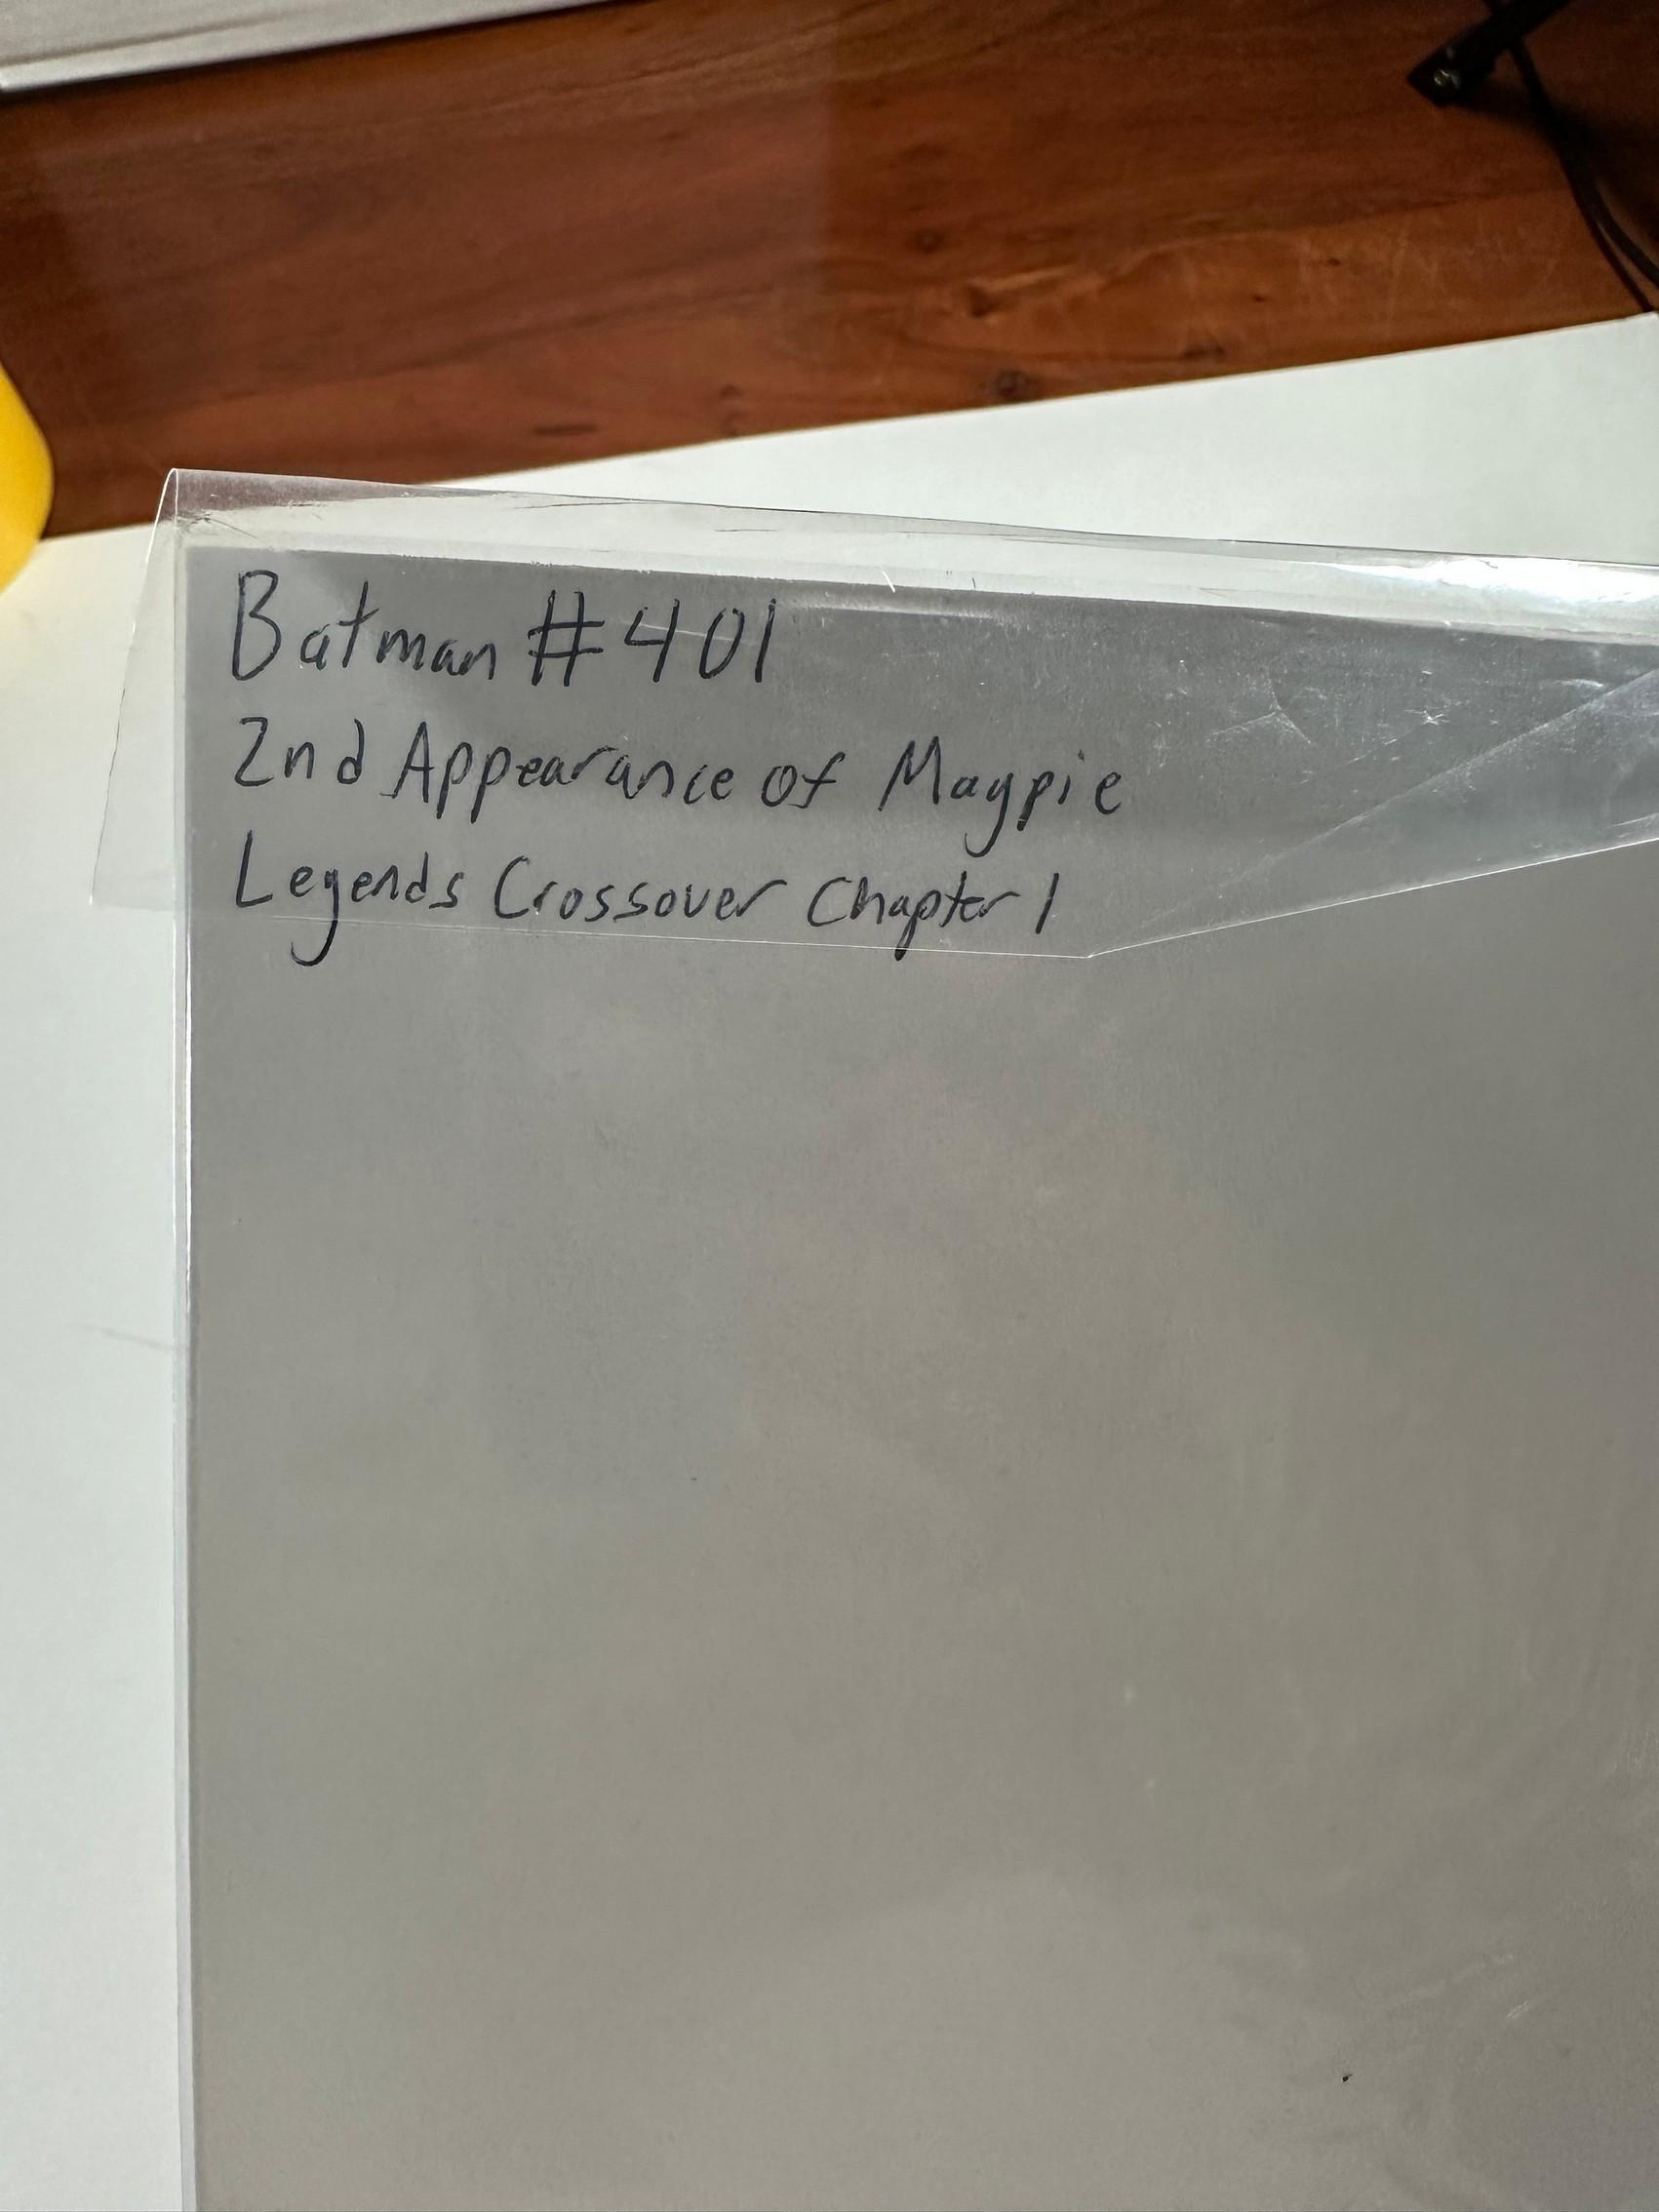 Batman #401
2nd Appearance of Magpie
Legends Crossover Chapter 1